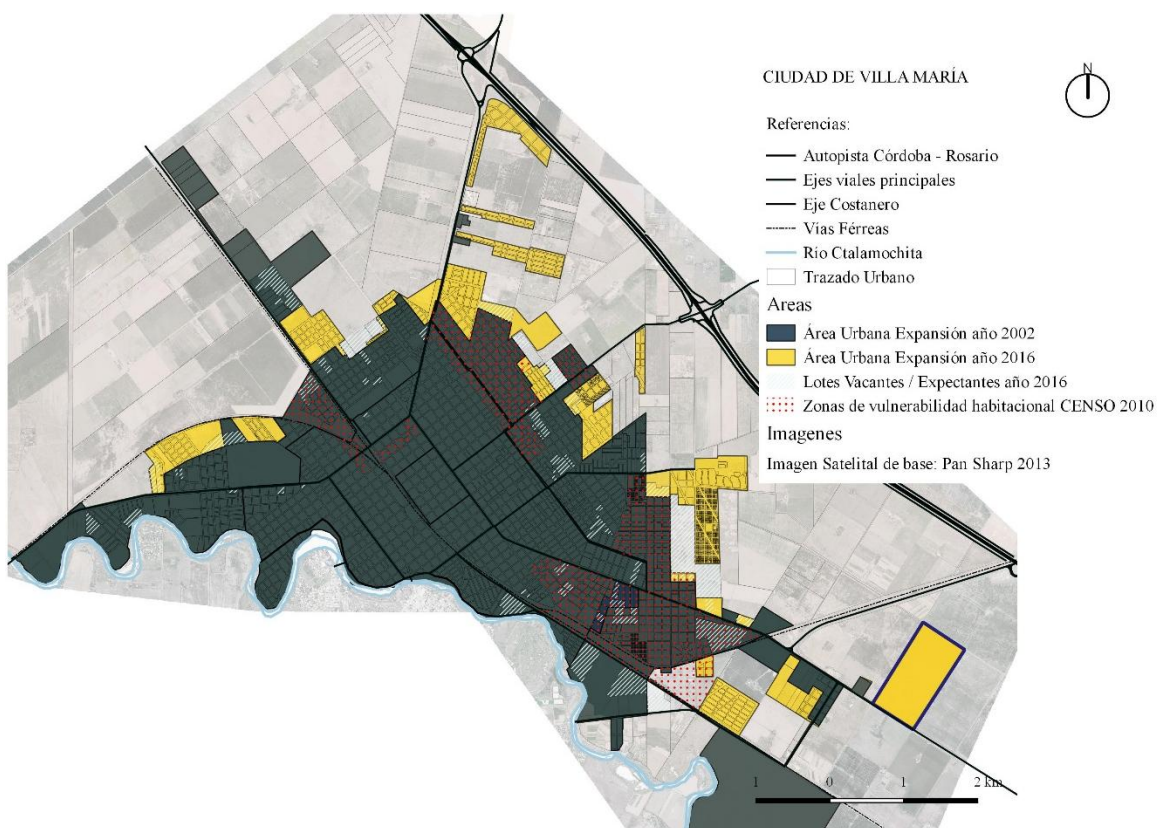 CIUDAD DE VILLA MARÍA
N
Referencias:
Autopista Córdoba - Rosario
Ejes viales principales
Eje Costanero
Vías Férreas
Río Ctalamochita
Trazado Urbano
Areas
Área Urbana Expansión año 2002
Área Urbana Expansión año 2016
Lotes Vacantes / Expectantes año 2016
Zonas de vulnerabilidad habitacional CENSO 2010
Imagenes
Imagen Satelital de base: Pan Sharp 2013
1 0 1 2 km